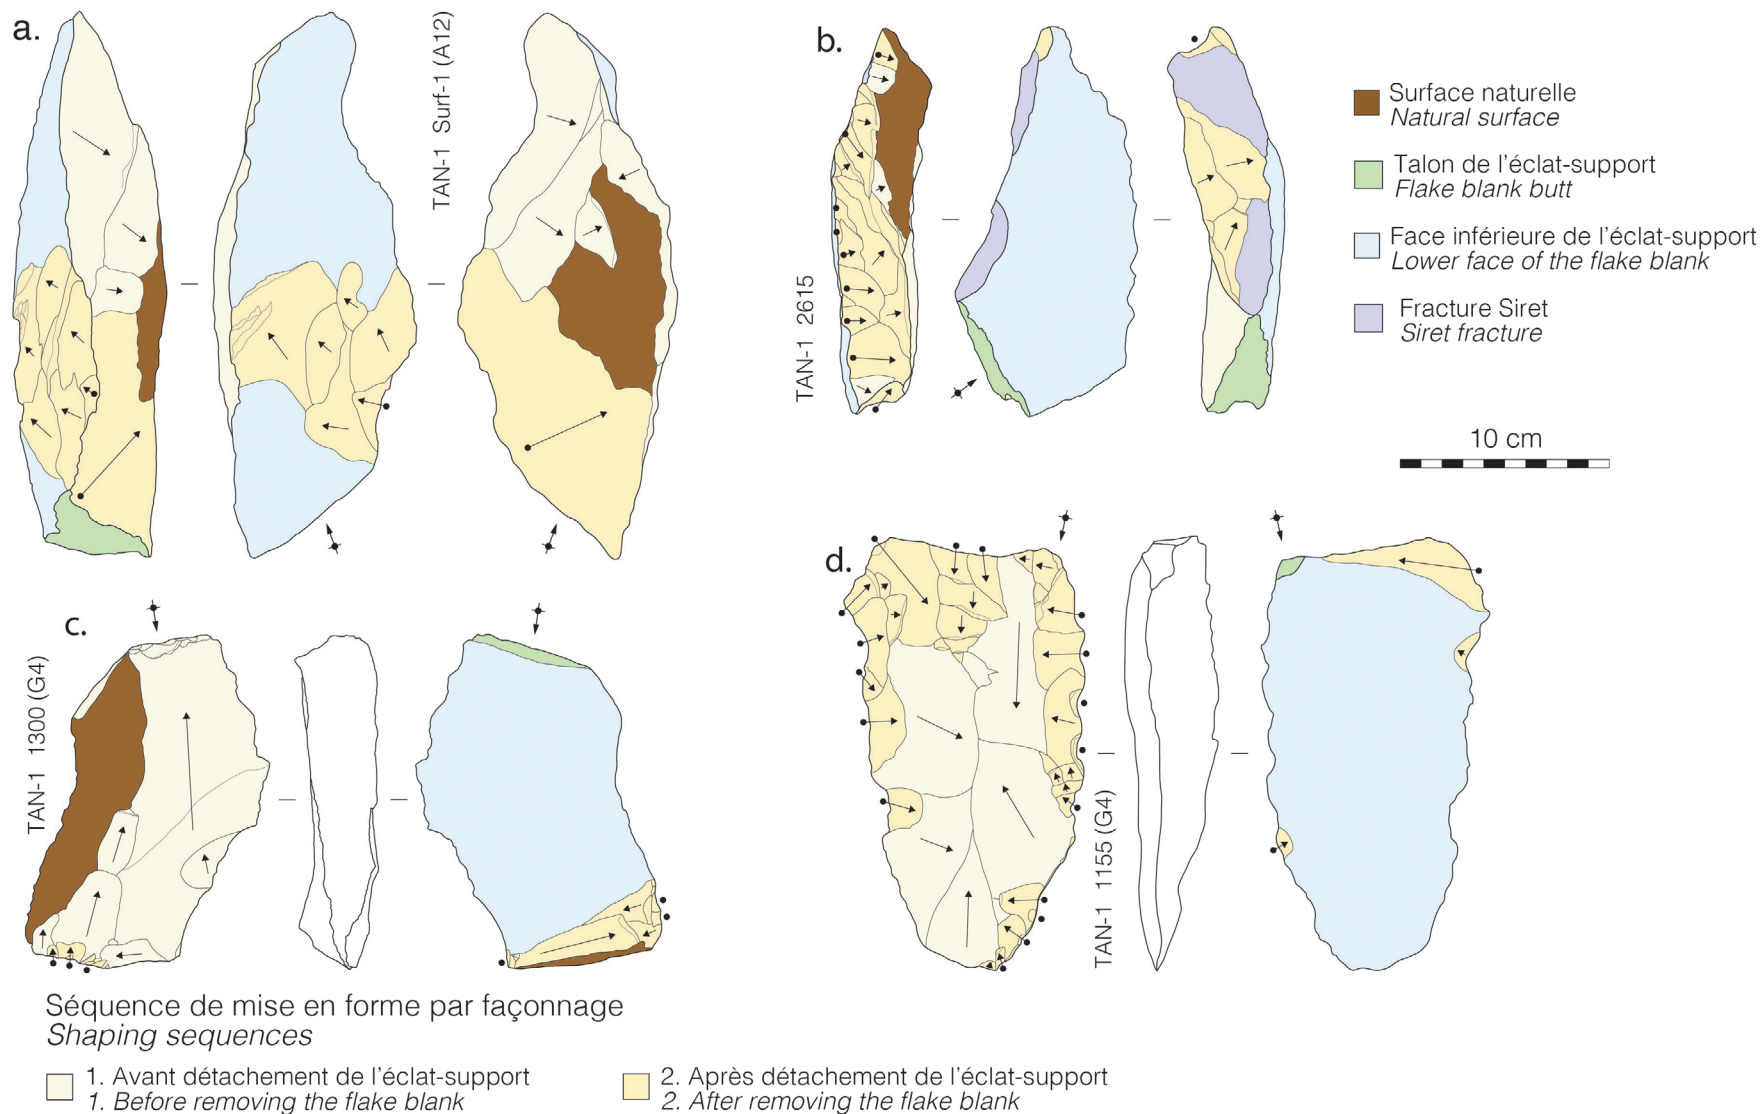 a.
TAN-1 Surf-1 (A12)
b.
TAN-1 2615
Surface naturelle
Natural surface
Talon de l'éclat-support
Flake blank butt
Face inférieure de l'éclat-support
Lower face of the flake blank
Fracture Siret
Siret fracture
10 cm
c.
TAN-1 1300 (G4)
d.
TAN-1 1155 (G4)
Séquence de mise en forme par façonnage
Shaping sequences
1. Avant détachement de l'éclat-support
1. Before removing the flake blank
2. Après détachement de l'éclat-support
2. After removing the flake blank